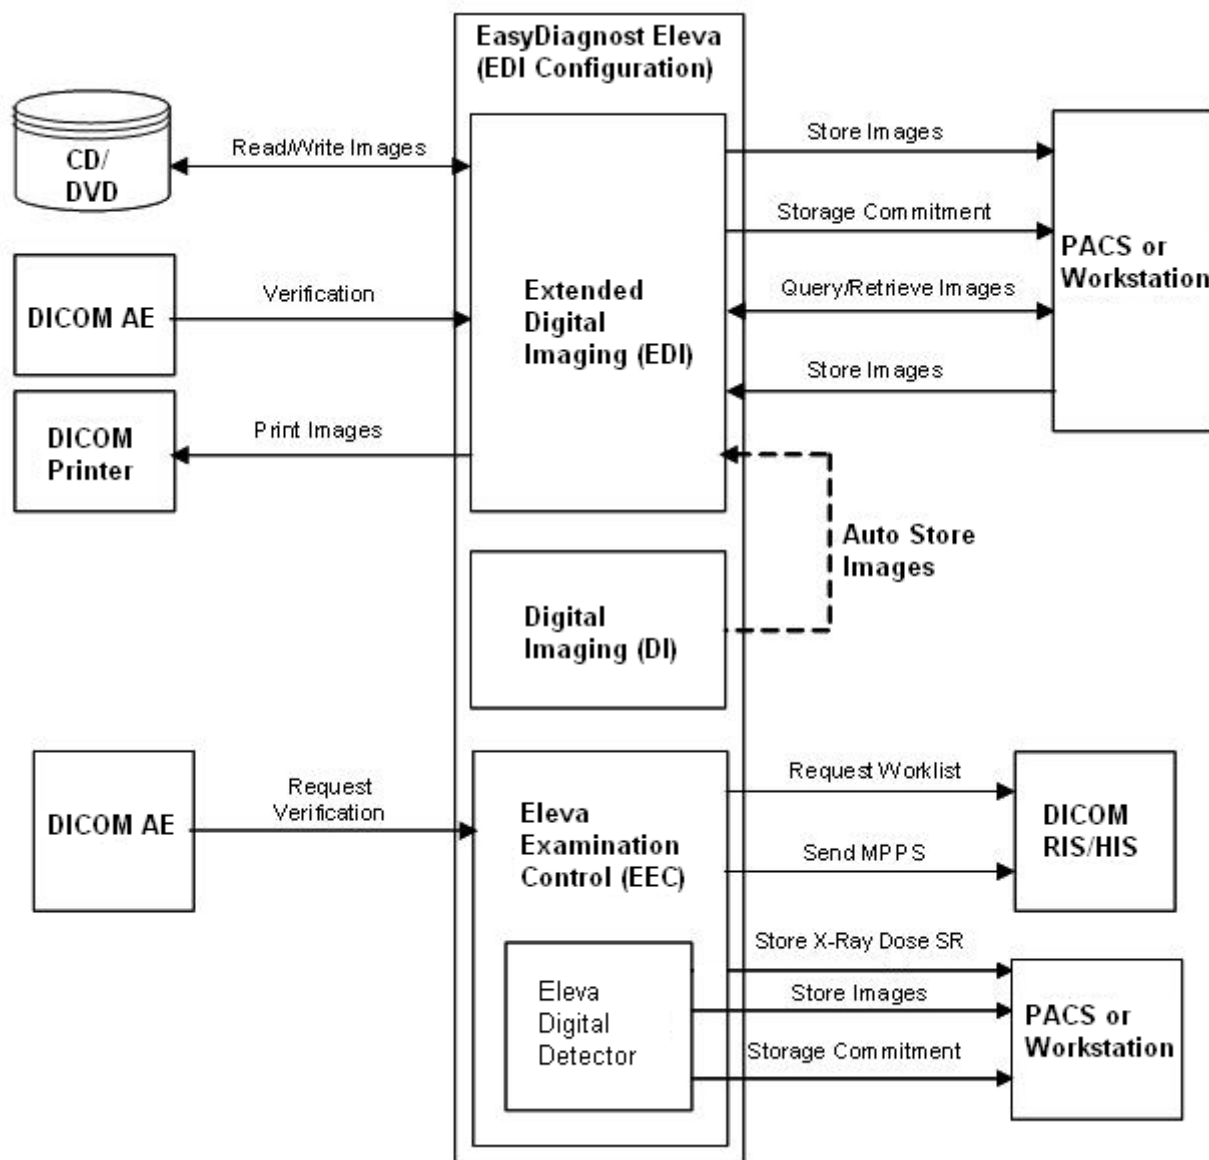 EasyDiagnost Eleva
(EDI Configuration)
CD/
DVD
Read/Write Images
Store Images
Storage Commitment
PACS or
Workstation
DICOM AE
Verification
Extended
Digital
Imaging (EDI)
Query/Retrieve Images
Store Images
DICOM
Printer
Print Images
Auto Store
Images
Digital
Imaging (DI)
DICOM AE
Request
Verification
Eleva
Examination
Control (EEC)
Request Worklist
Send MPPS
DICOM
RIS/HIS
Eleva
Digital
Detector
Store X-Ray Dose SR
Store Images
Storage Commitment
PACS or
Workstation